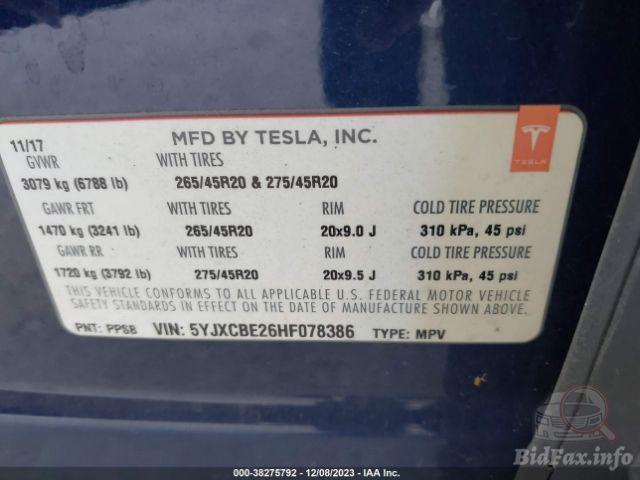 11/17 MFD BY TESLA, INC.
GVWR WITH TIRES
3079 kg (6788 lb) 265/45R20 & 275/45R20
TESLA
GAWR FRT WITH TIRES RIM COLD TIRE PRESSURE
1470 kg (3241 lb) 265/45R20 20x9.0 J 310 kPa, 45 psi
GAWR RR WITH TIRES RIM COLD TIRE PRESSURE
1720 kg (3792 lb) 275/45R20 20x9.5 J 310 kPa, 45 psi
THIS VEHICLE CONFORMS TO ALL APPLICABLE U.S. FEDERAL MOTOR VEHICLE
SAFETY STANDARDS IN EFFECT ON THE DATE OF MANUFACTURE SHOWN ABOVE.
PNT: PPSB VIN: 5YJXCBE26HF078386 TYPE: MPV
BidFax.info
000-38275792 - 12/08/2023 - IAA Inc.